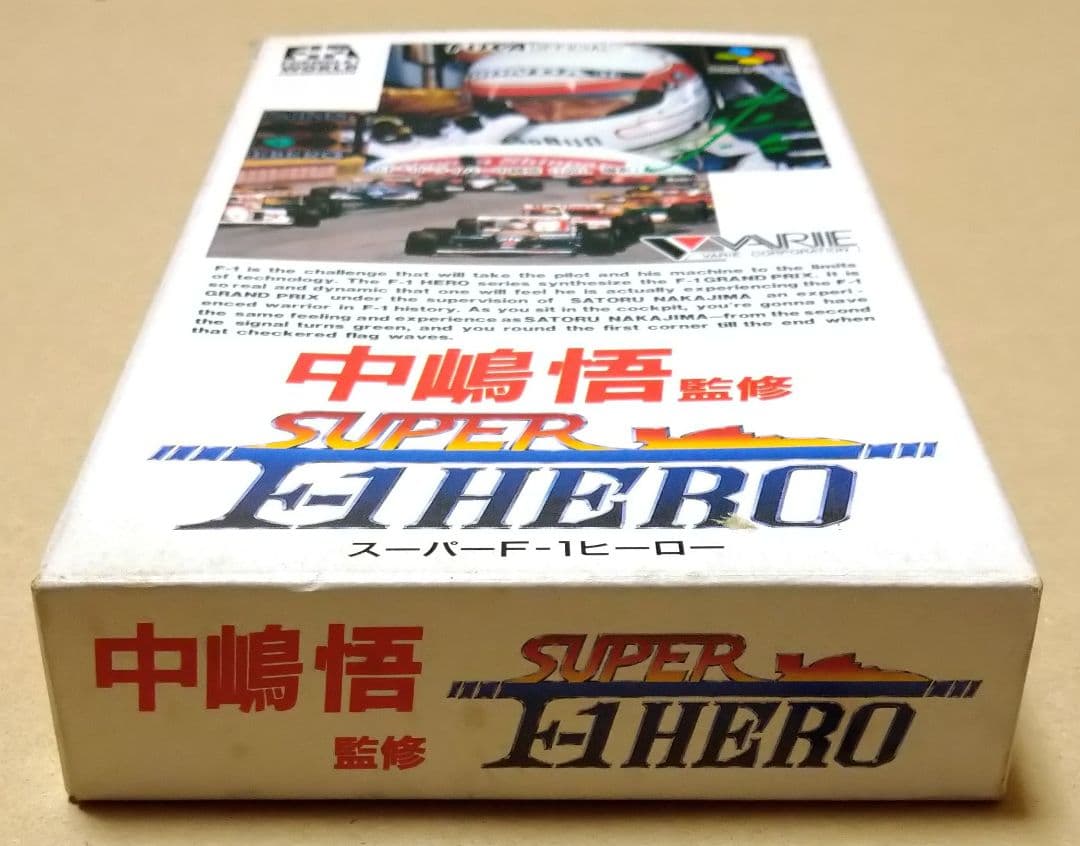 WORLD
OFFICIAL
HONDA
VARIE
VARIE CORPORATION
F-1 is the challenge that will take the pilot and his machine to the limits
of technology. The F-1 HERO series synthesize the F-1 GRAND PRIX. It is
so real and dynamic that one will feel he is actually experiencing the F-1
GRAND PRIX under the supervision of SATORU NAKAJIMA an experi-
enced warrior in F-1 history. As you sit in the cockpit, you're gonna have
the same feeling and experience as SATORU NAKAJIMA—from the second
the signal turns green, and you round the first corner till the end when
that checkered flag waves.
中嶋悟監修
SUPER
F-1 HERO
スーパーF-1ヒーロー
中嶋悟
監修
SUPER
F-1 HERO